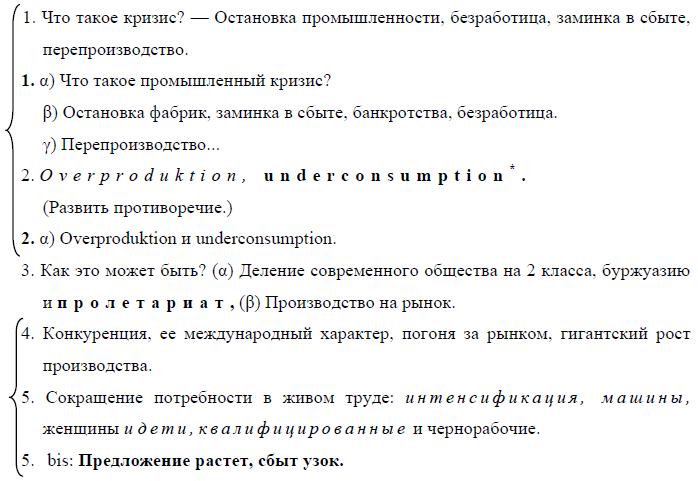 1. Что такое кризис? — Остановка промышленности, безработица, заминка в сбыте,
перепроизводство.
1. α) Что такое промышленный кризис?
β) Остановка фабрик, заминка в сбыте, банкротства, безработица.
γ) Перепроизводство...
2. Overproduktion, underconsumption*.
(Развить противоречие.)
2. α) Overproduktion и underconsumption.
3. Как это может быть? (α) Деление современного общества на 2 класса, буржуазию
и пролетариат, (β) Производство на рынок.
4. Конкуренция, ее международный характер, погоня за рынком, гигантский рост
производства.
5. Сокращение потребности в живом труде: интенсификация, машины,
женщины и дети, квалифицированные и чернорабочие.
5. bis: Предложение растет, сбыт узок.